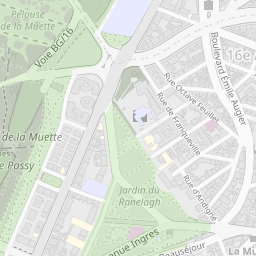 Pelouse
de la Muette
Voie BG/16
16e
Boulevard Émile Augier
Rue Octave Feuillet
Rue de Franqueville
de la Muette
Passy
Jardin du
Ranelagh
Rue d'Andigné
Avenue Ingres
Beauséjour
La Mu